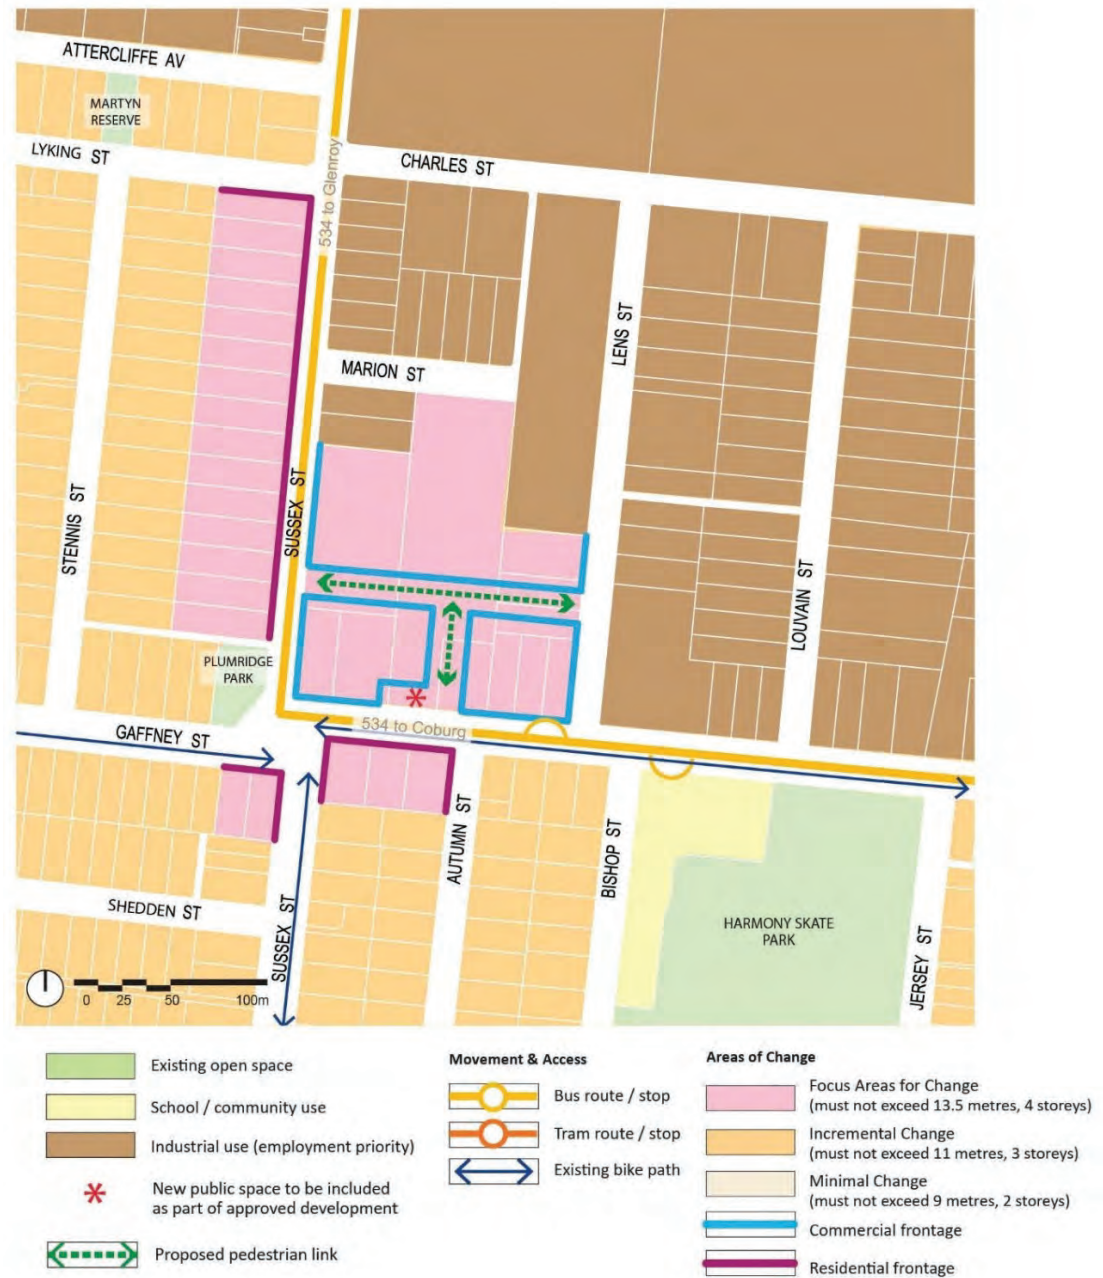 ATTERCLIFFE AV
MARTYN
RESERVE
LYKING ST
CHARLES ST
534 to Glenroy
LENS ST
MARION ST
SUSSEX ST
STENNIS ST
LOUVAIN ST
PLUMRIDGE
PARK
GAFFNEY ST
534 to Coburg
AUTUMN ST
BISHOP ST
SHEDDEN ST
SUSSEX ST
HARMONY SKATE
PARK
JERSEY ST
0 25 50 100m
Existing open space
School / community use
Industrial use (employment priority)
New public space to be included
as part of approved development
Proposed pedestrian link
Movement & Access
Bus route / stop
Tram route / stop
Existing bike path
Areas of Change
Focus Areas for Change
(must not exceed 13.5 metres, 4 storeys)
Incremental Change
(must not exceed 11 metres, 3 storeys)
Minimal Change
(must not exceed 9 metres, 2 storeys)
Commercial frontage
Residential frontage